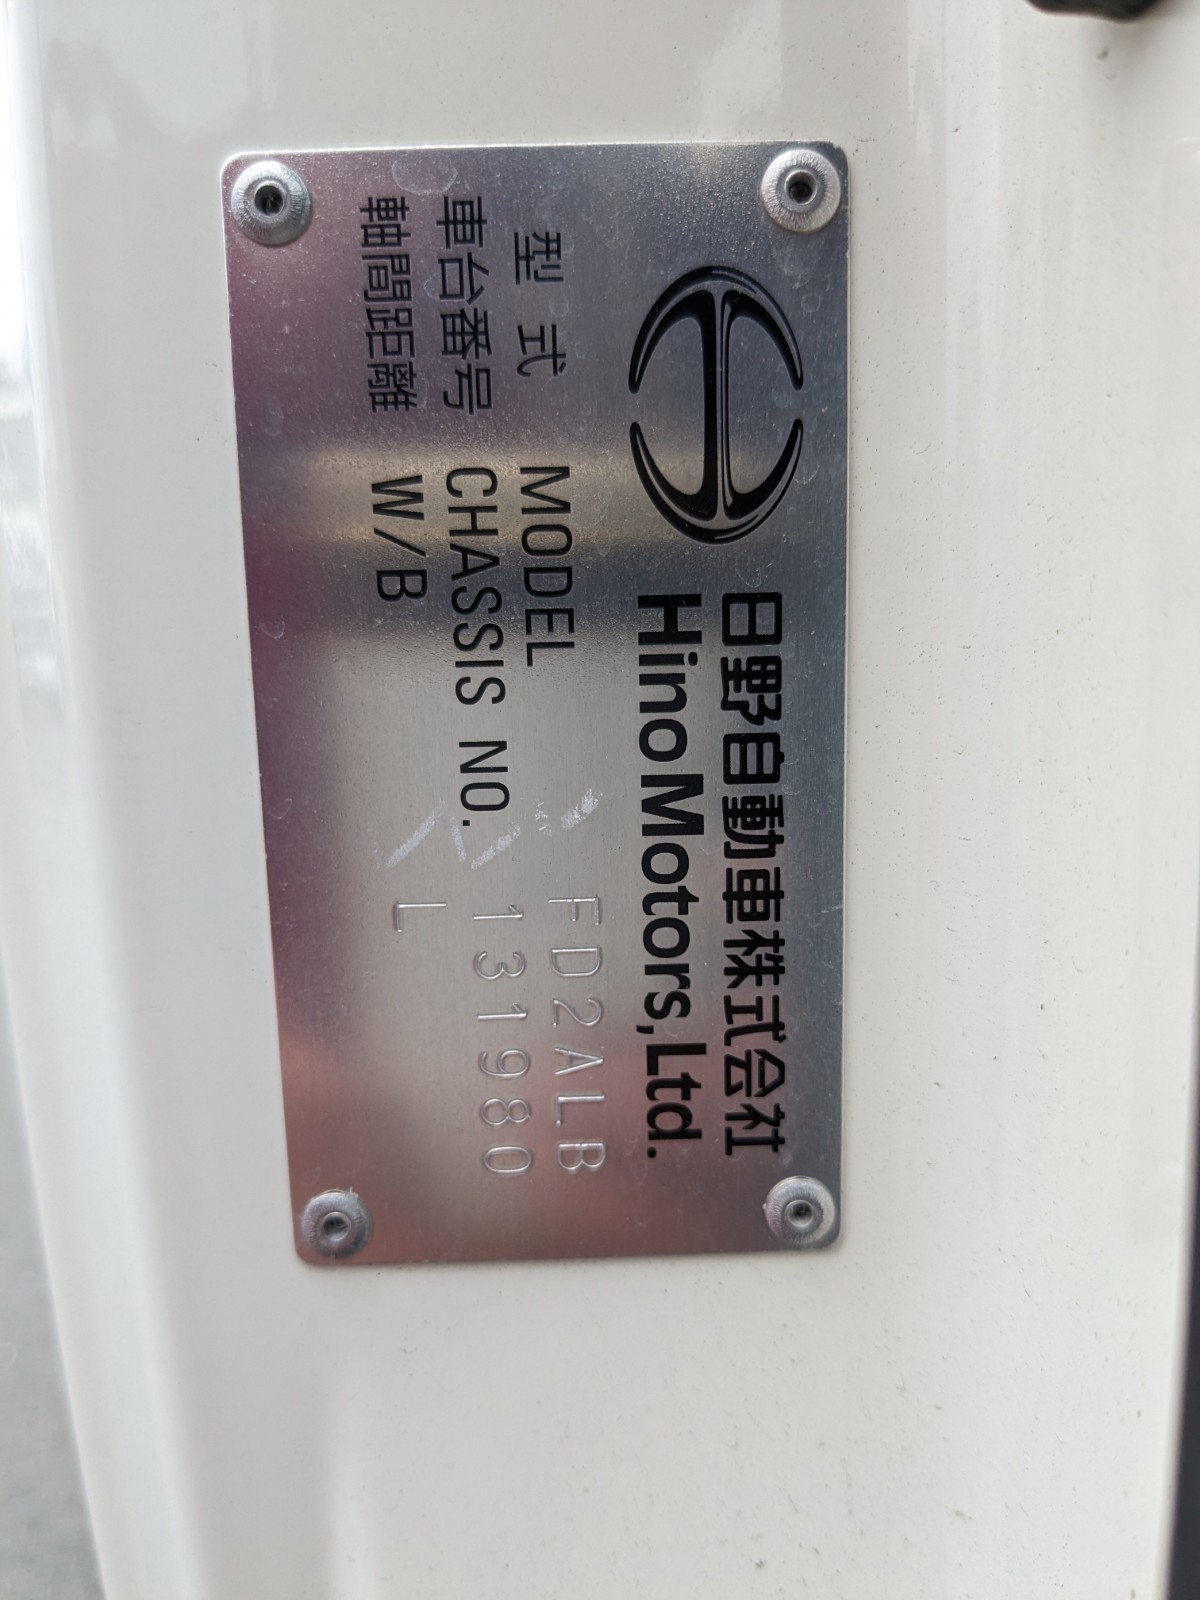 日野自動車株式会社
Hino Motors, Ltd.
型式 MODEL FD2ALB
車台番号 CHASSIS NO. 131980
軸間距離 W/B L